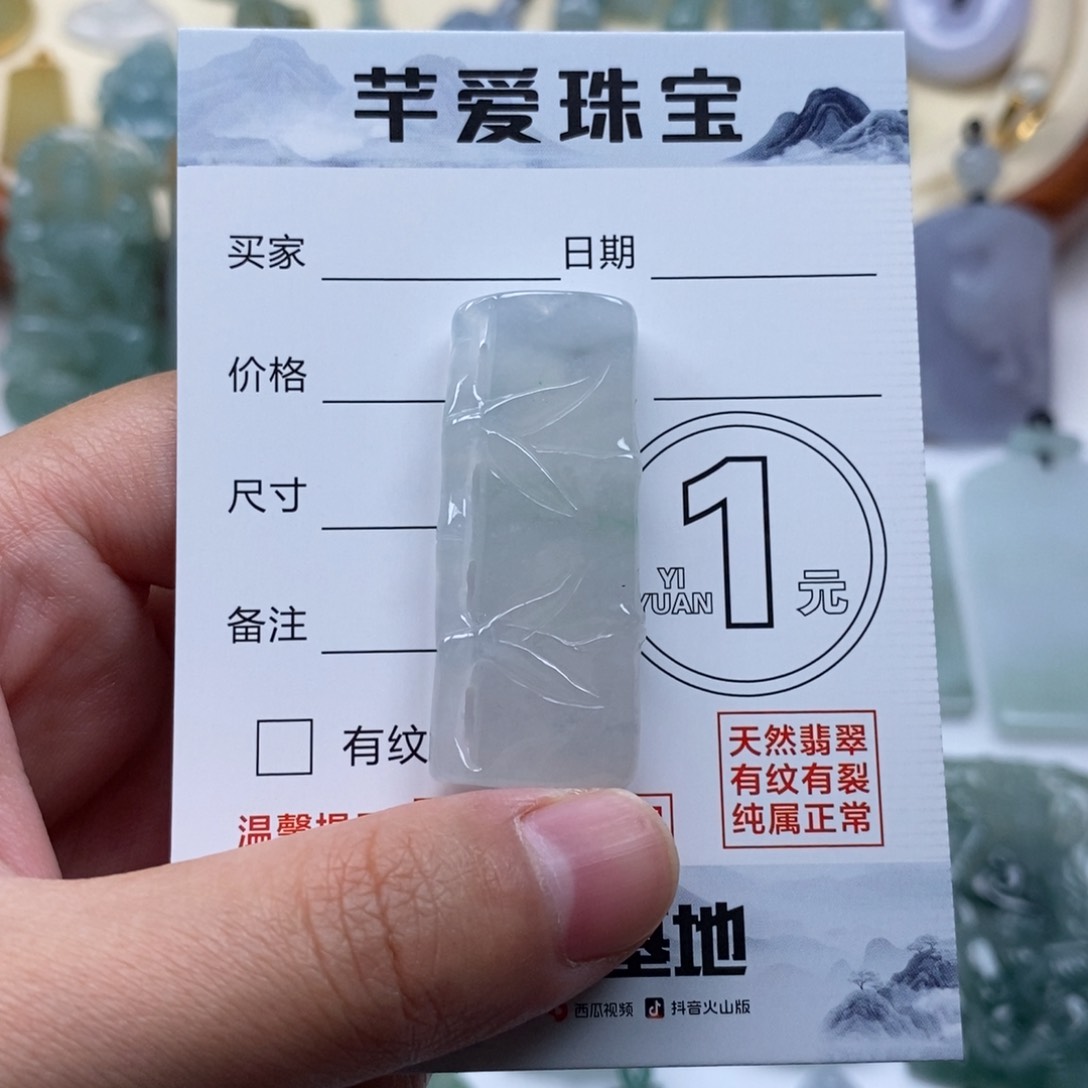 芊爱珠宝
买家 日期
价格
尺寸
备注
1
YI
YUAN
元
有纹
天然翡翠
有纹有裂
纯属正常
温馨提
基地
西瓜视频 抖音火山版